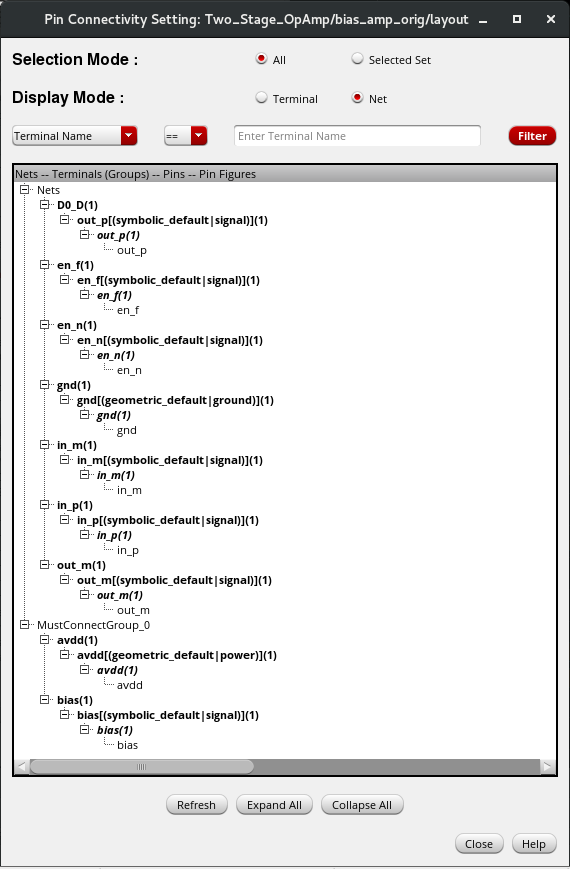 Pin Connectivity Setting: Two_Stage_OpAmp/bias_amp_orig/layout
Selection Mode : All Selected Set
Display Mode : Terminal Net
Terminal Name == Enter Terminal Name Filter
Nets -- Terminals (Groups) -- Pins -- Pin Figures
Nets
D0_D(1)
out_p[(symbolic_default|signal)](1)
out_p(1)
out_p
en_f(1)
en_f[(symbolic_default|signal)](1)
en_f(1)
en_f
en_n(1)
en_n[(symbolic_default|signal)](1)
en_n(1)
en_n
gnd(1)
gnd[(geometric_default|ground)](1)
gnd(1)
gnd
in_m(1)
in_m[(symbolic_default|signal)](1)
in_m(1)
in_m
in_p(1)
in_p[(symbolic_default|signal)](1)
in_p(1)
in_p
out_m(1)
out_m[(symbolic_default|signal)](1)
out_m(1)
out_m
MustConnectGroup_0
avdd(1)
avdd[(geometric_default|power)](1)
avdd(1)
avdd
bias(1)
bias[(symbolic_default|signal)](1)
bias(1)
bias
Refresh Expand All Collapse All
Close Help